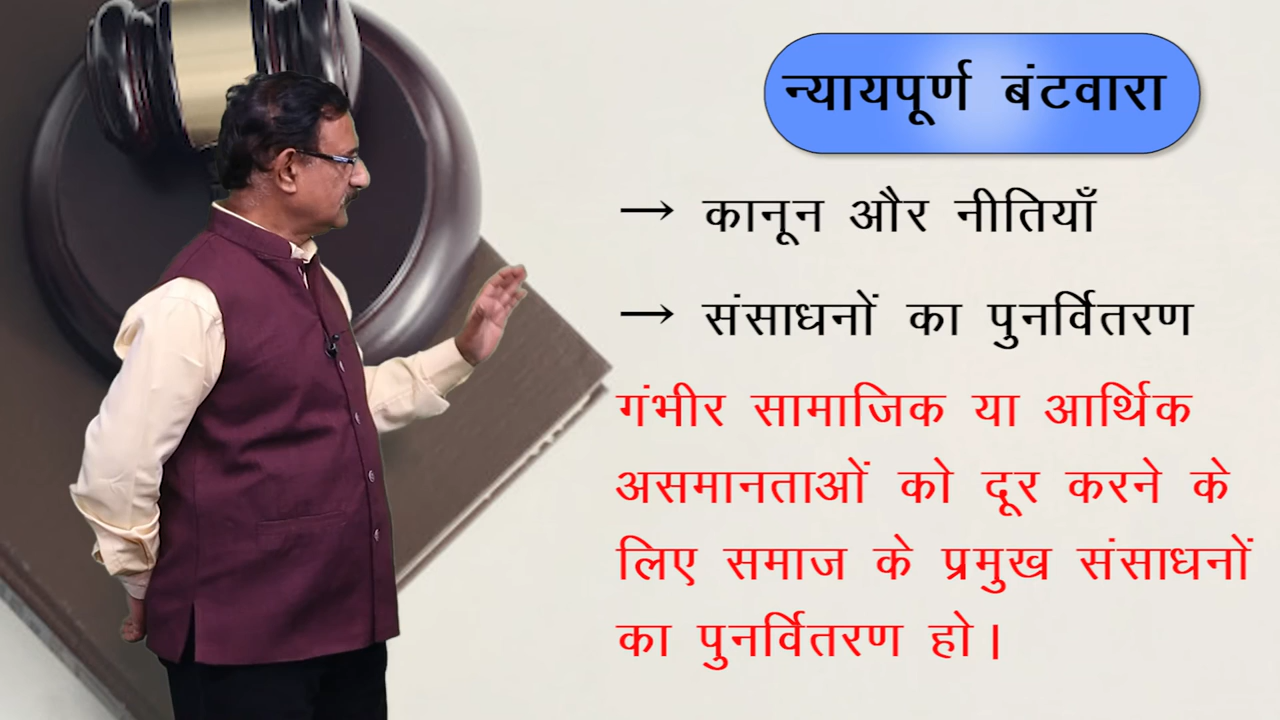 न्यायपूर्ण बंटवारा
→ कानून और नीतियाँ
→ संसाधनों का पुनर्वितरण
गंभीर सामाजिक या आर्थिक
असमानताओं को दूर करने के
लिए समाज के प्रमुख संसाधनों
का पुनर्वितरण हो।